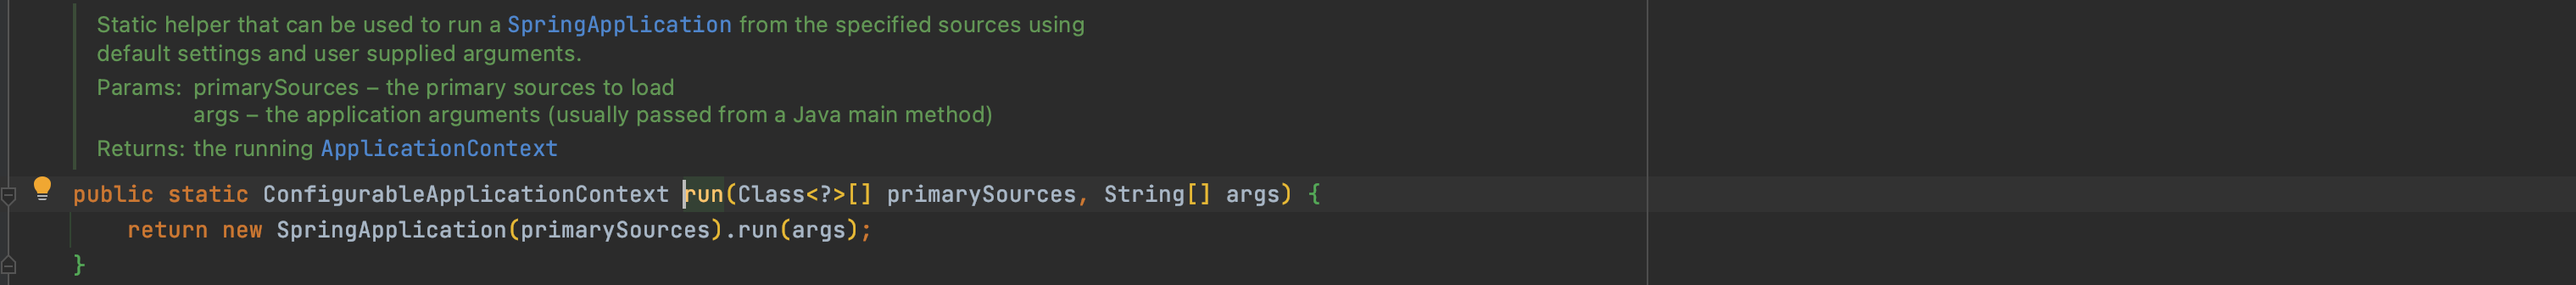 Static helper that can be used to run a SpringApplication from the specified sources using
default settings and user supplied arguments.
Params: primarySources – the primary sources to load
args – the application arguments (usually passed from a Java main method)
Returns: the running ApplicationContext
public static ConfigurableApplicationContext run(Class<?>[] primarySources, String[] args) {
return new SpringApplication(primarySources).run(args);
}